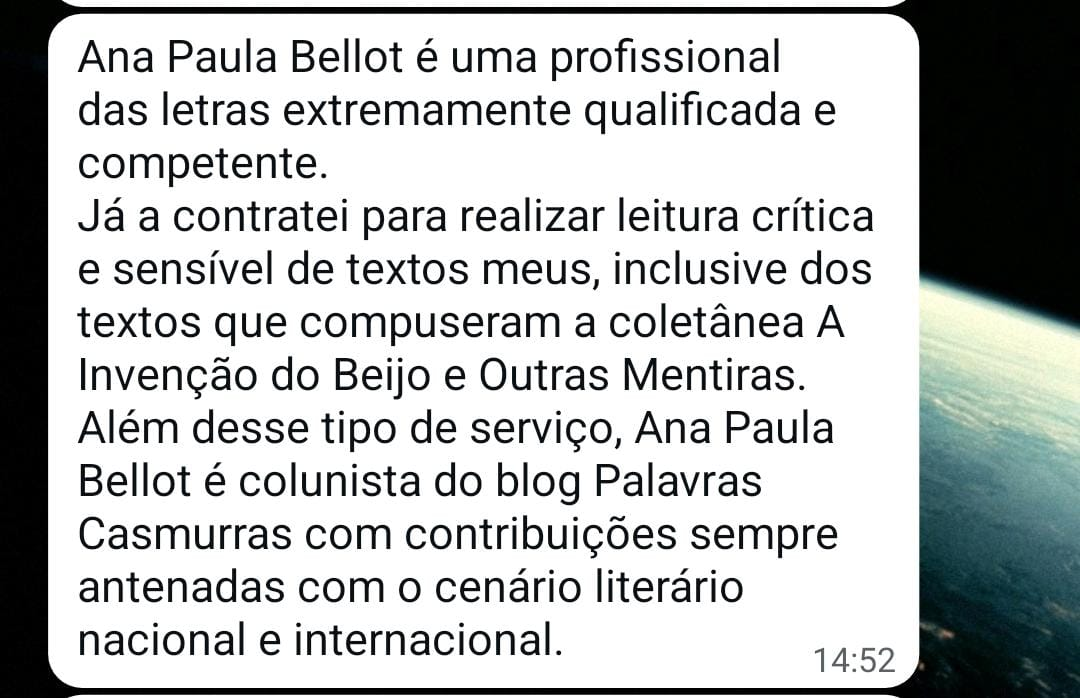 Ana Paula Bellot é uma profissional
das letras extremamente qualificada e
competente.
Já a contratei para realizar leitura crítica
e sensível de textos meus, inclusive dos
textos que compuseram a coletânea A
Invenção do Beijo e Outras Mentiras.
Além desse tipo de serviço, Ana Paula
Bellot é colunista do blog Palavras
Casmurras com contribuições sempre
antenadas com o cenário literário
nacional e internacional.
14:52